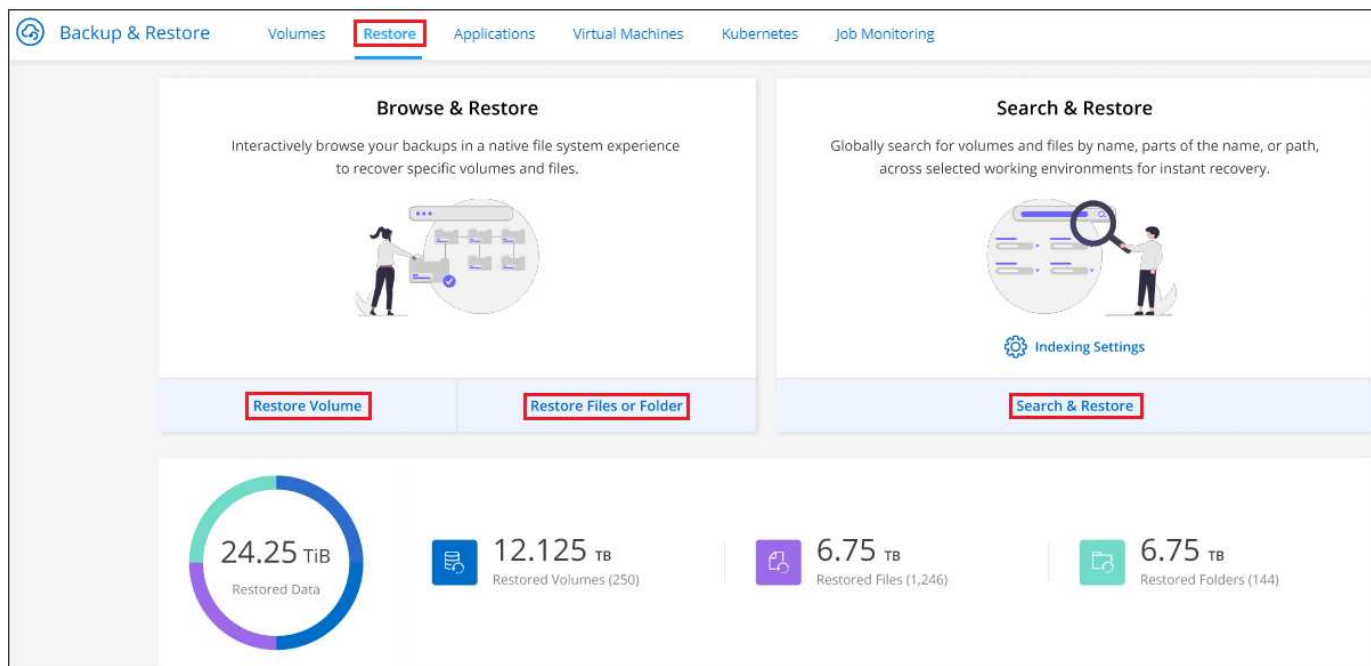 Backup & Restore
Volumes
Restore
Applications
Virtual Machines
Kubernetes
Job Monitoring
Browse & Restore
Interactively browse your backups in a native file system experience
to recover specific volumes and files.
Restore Volume
Restore Files or Folder
Search & Restore
Globally search for volumes and files by name, parts of the name, or path,
across selected working environments for instant recovery.
Indexing Settings
Search & Restore
24.25 TiB
Restored Data
12.125 TB
Restored Volumes (250)
6.75 TB
Restored Files (1,246)
6.75 TB
Restored Folders (144)